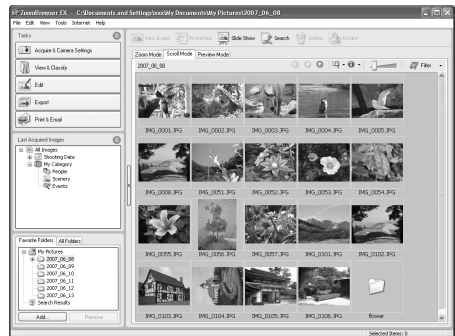 ZoomBrowser EX - C:\Documents and Settings\xxx\My Documents\My Pictures\2007_06_08
File Edit View Tools Internet Help
Tasks
Acquire & Camera Settings
View & Classify
Edit
Export
Print & Email
Last Acquired Images
All Images
Shooting Date
My Category
People
Scenery
Events
Favorite Folders All Folders
My Pictures
2007_06_08
2007_06_09
2007_06_10
2007_06_11
2007_06_12
2007_06_13
Search Results
Add... Remove
View Image Properties Slide Show Search Delete Rotate
Zoom Mode Scroll Mode Preview Mode
2007_06_08 Filter
IMG_0001.JPG IMG_0002.JPG IMG_0003.JPG IMG_0004.JPG IMG_0005.JPG
IMG_0008.JPG IMG_0051.JPG IMG_0052.JPG IMG_0053.JPG IMG_0054.JPG
IMG_0055.JPG IMG_0056.JPG IMG_0057.JPG IMG_0101.JPG IMG_0102.JPG
IMG_0103.JPG IMG_0104.JPG IMG_0105.JPG IMG_0106.JPG flower
Selected Items: 0